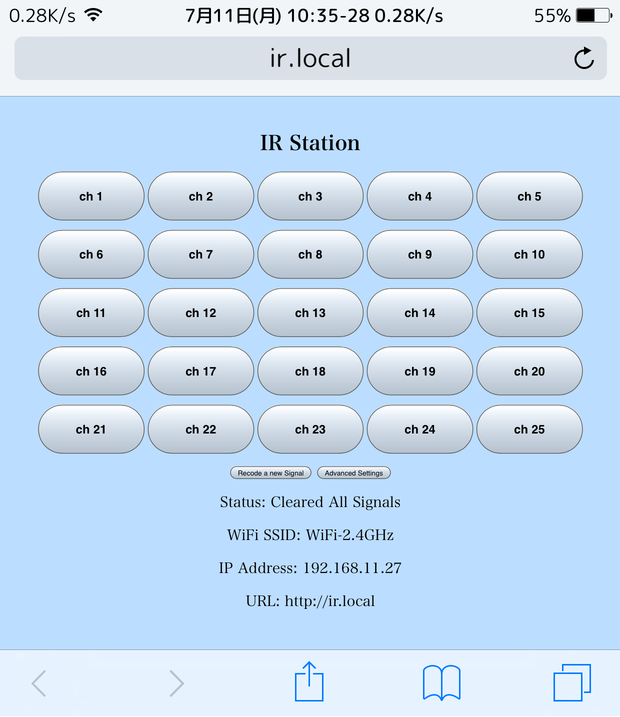 0.28K/s 7月11日(月) 10:35-28 0.28K/s 55%
ir.local
IR Station
ch 1 ch 2 ch 3 ch 4 ch 5
ch 6 ch 7 ch 8 ch 9 ch 10
ch 11 ch 12 ch 13 ch 14 ch 15
ch 16 ch 17 ch 18 ch 19 ch 20
ch 21 ch 22 ch 23 ch 24 ch 25
Recode a new Signal Advanced Settings
Status: Cleared All Signals
WiFi SSID: WiFi-2.4GHz
IP Address: 192.168.11.27
URL: http://ir.local